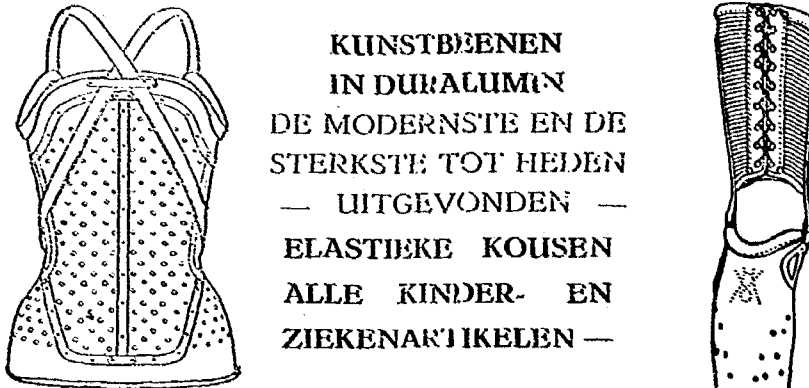 KUNSTBEENEN
IN DURALUMIN
DE MODERNSTE EN DE
STERKSTE TOT HEDEN
— UITGEVONDEN —
ELASTIEKE KOUSEN
ALLE KINDER- EN
ZIEKENARTIKELEN —